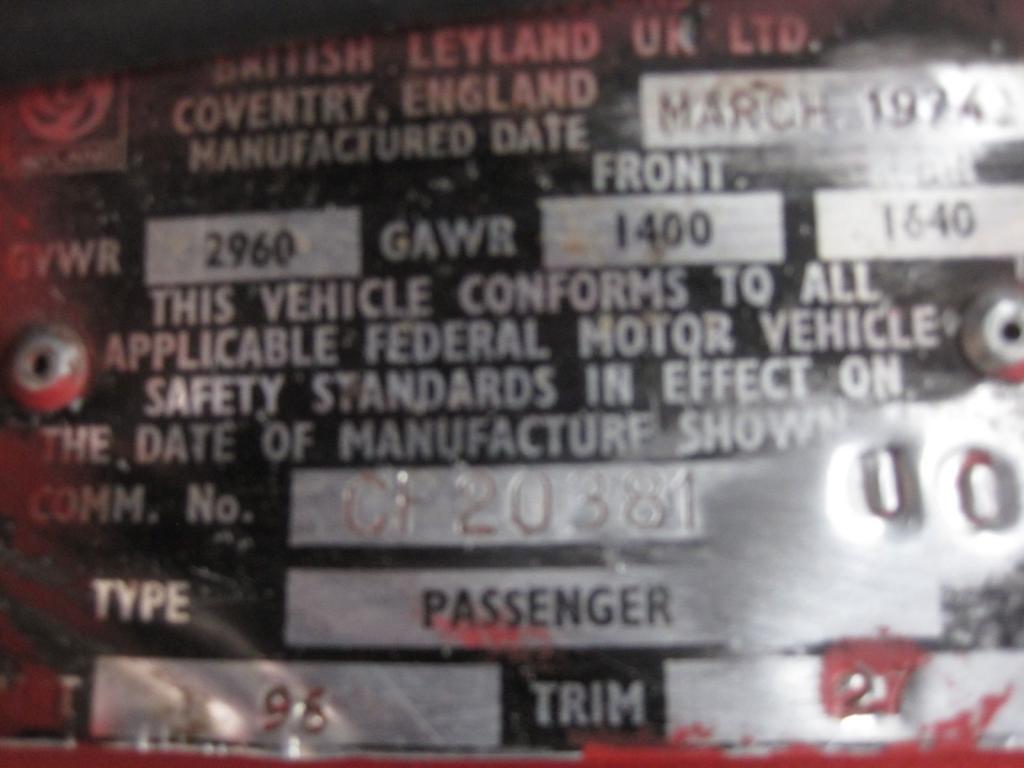 BRITISH LEYLAND UK LTD.
COVENTRY, ENGLAND
MANUFACTURED DATE MARCH 1974
FRONT.
GVWR 2960 GAWR 1400 1640
THIS VEHICLE CONFORMS TO ALL
APPLICABLE FEDERAL MOTOR VEHICLE
SAFETY STANDARDS IN EFFECT ON
THE DATE OF MANUFACTURE SHOWN
COMM. No. CF20381 UO
TYPE PASSENGER
96 TRIM 27